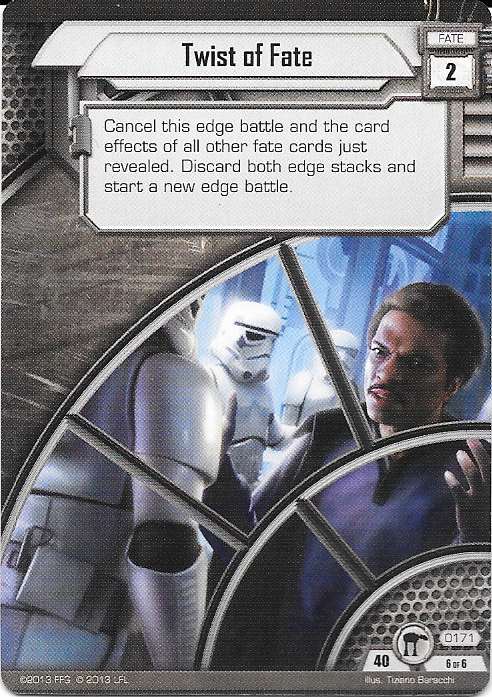 Twist of Fate
FATE
2
Cancel this edge battle and the card
effects of all other fate cards just
revealed. Discard both edge stacks and
start a new edge battle.
0171
40
6 OF 6
©2013 FFG © 2013 LFL
Illus. Tiziano Baracchi